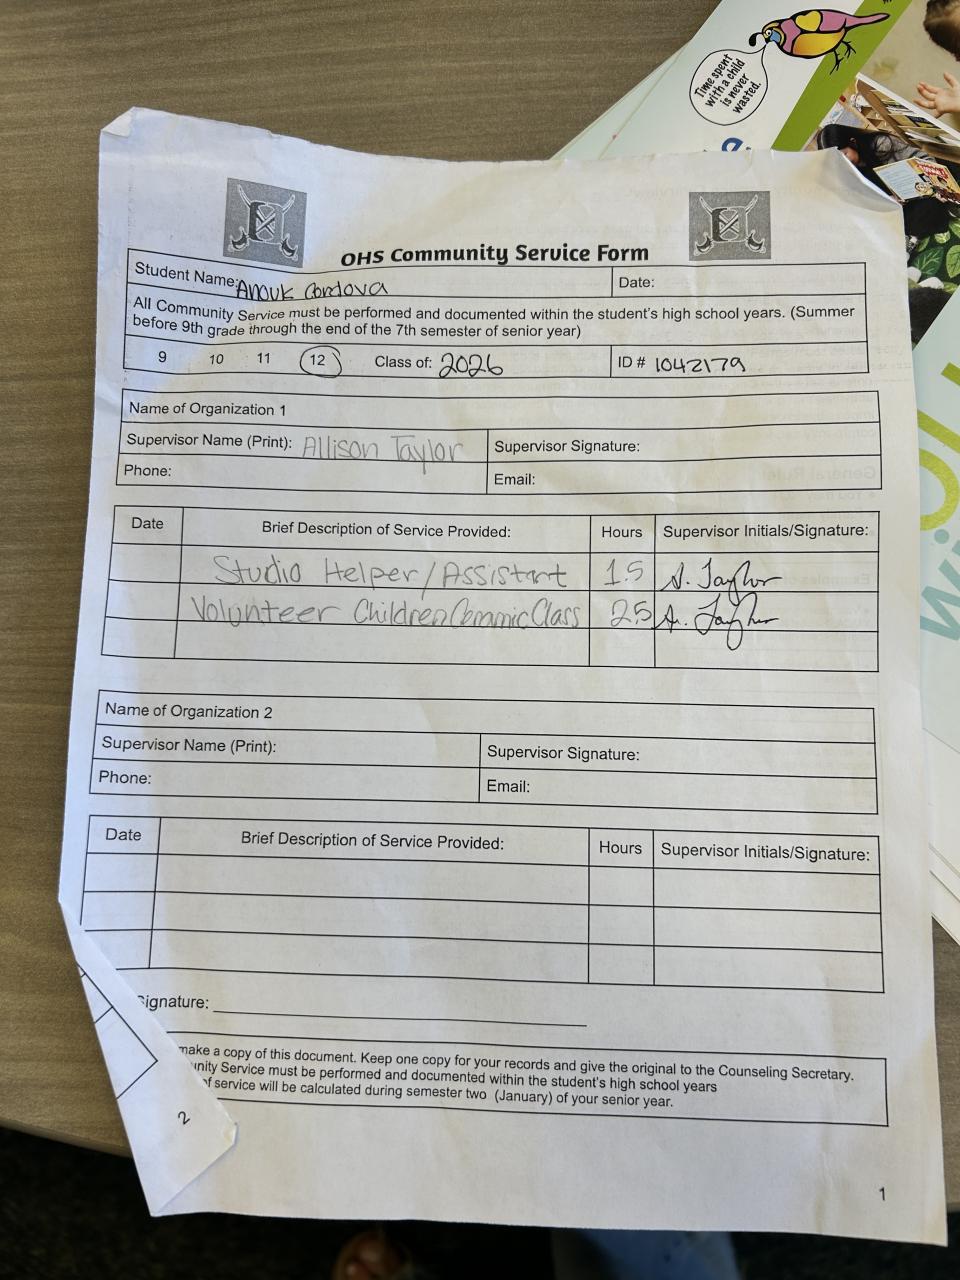 Time spent
with a child
is never
wasted.
OHS Community Service Form
Student Name: Anouk Cordova Date:
All Community Service must be performed and documented within the student's high school years. (Summer
before 9th grade through the end of the 7th semester of senior year)
9 10 11 12 Class of: 2026 ID # 1042179
Name of Organization 1
Supervisor Name (Print): Allison Taylor Supervisor Signature:
Phone: Email:
Date Brief Description of Service Provided: Hours Supervisor Initials/Signature:
Studio Helper/Assistant 15 A. Taylor
Volunteer Children Ceramic Class 25 A. Taylor
Name of Organization 2
Supervisor Name (Print): Supervisor Signature:
Phone: Email:
Date Brief Description of Service Provided: Hours Supervisor Initials/Signature:
Signature:
make a copy of this document. Keep one copy for your records and give the original to the Counseling Secretary.
nity Service must be performed and documented within the student's high school years
of service will be calculated during semester two (January) of your senior year.
2
1